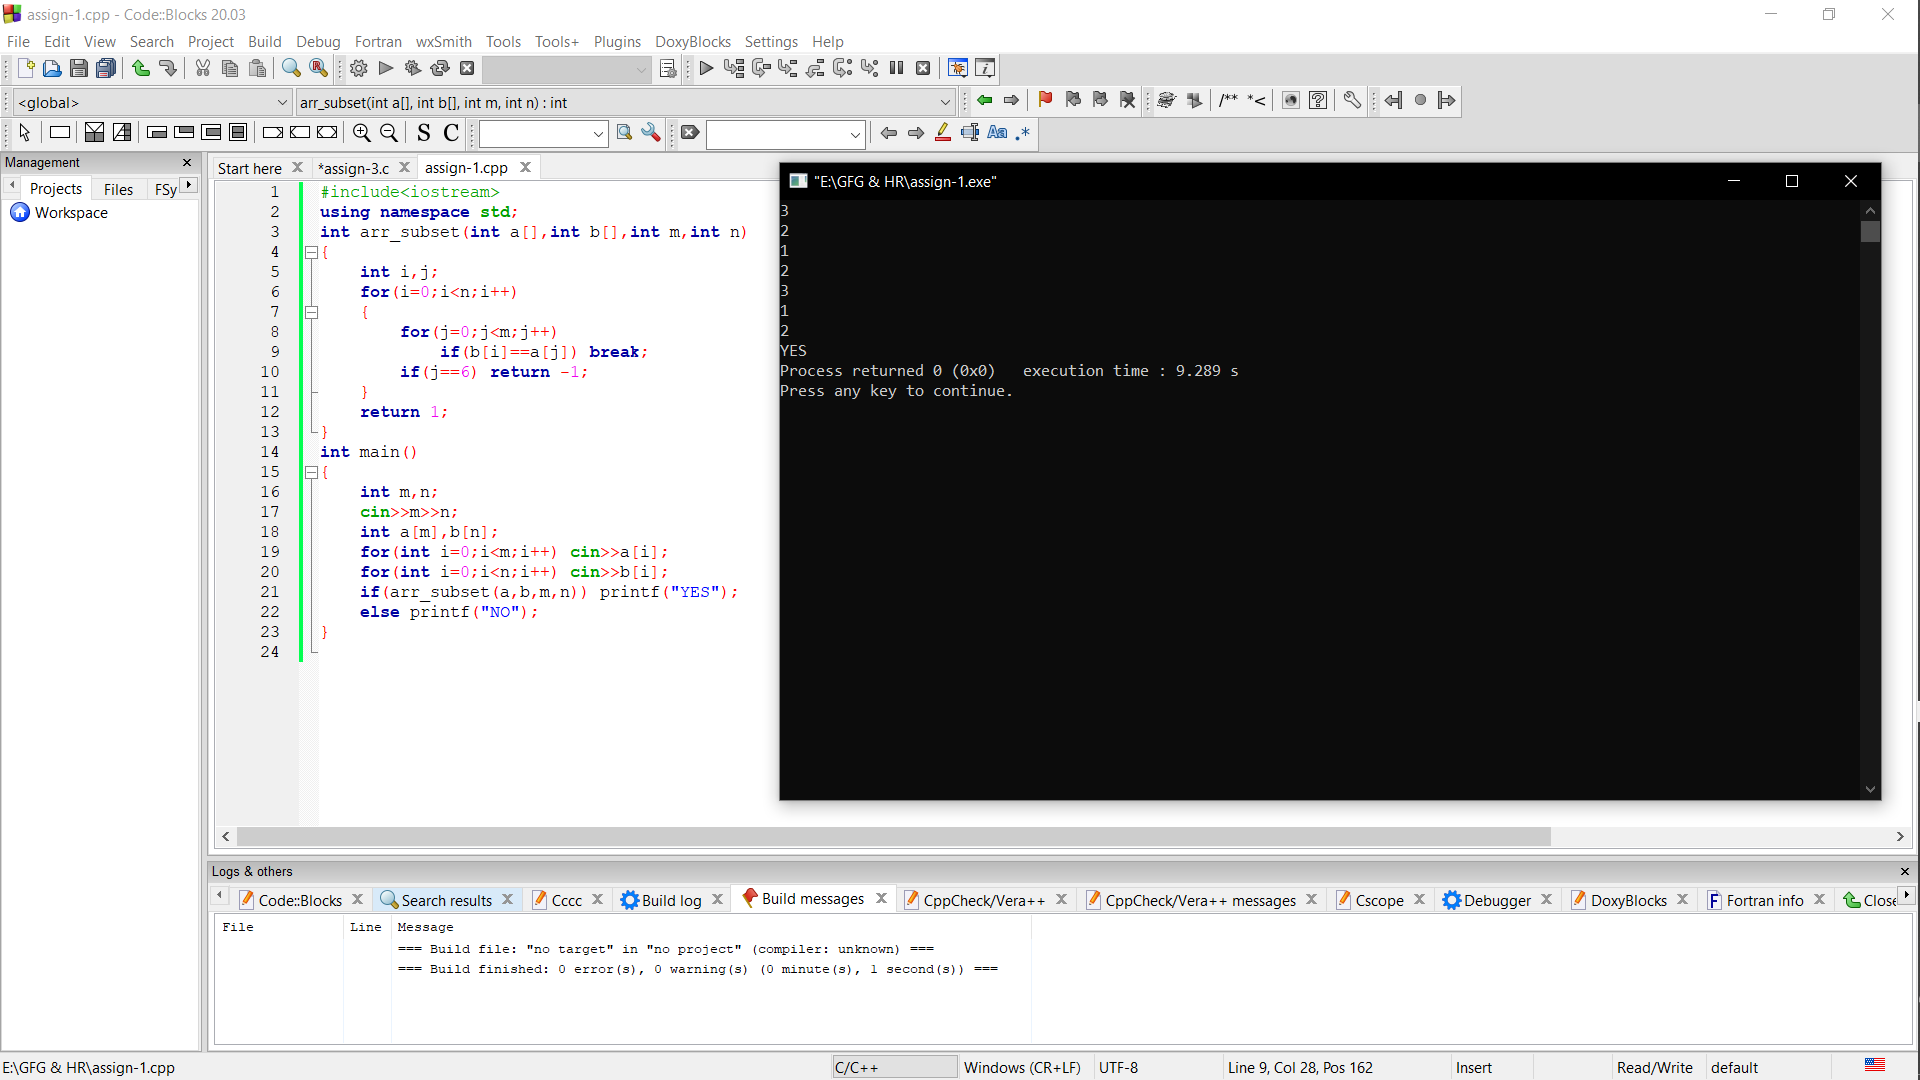 assign-1.cpp - Code::Blocks 20.03
File Edit View Search Project Build Debug Fortran wxSmith Tools Tools+ Plugins DoxyBlocks Settings Help
<global> arr_subset(int a[], int b[], int m, int n) : int
/** *<
S C Aa .*
Management
Projects Files FSy
Workspace
Start here *assign-3.c assign-1.cpp
1 #include<iostream>
2 using namespace std;
3 int arr_subset(int a[],int b[],int m,int n)
4 {
5 int i,j;
6 for(i=0;i<n;i++)
7 {
8 for(j=0;j<m;j++)
9 if(b[i]==a[j]) break;
10 if(j==6) return -1;
11 }
12 return 1;
13 }
14 int main()
15 {
16 int m,n;
17 cin>>m>>n;
18 int a[m],b[n];
19 for(int i=0;i<m;i++) cin>>a[i];
20 for(int i=0;i<n;i++) cin>>b[i];
21 if(arr_subset(a,b,m,n)) printf("YES");
22 else printf("NO");
23 }
24
"E:\GFG & HR\assign-1.exe"
3
2
1
2
3
1
2
YES
Process returned 0 (0x0)   execution time : 9.289 s
Press any key to continue.
Logs & others
Code::Blocks Search results Cccc Build log Build messages CppCheck/Vera++ CppCheck/Vera++ messages Cscope Debugger DoxyBlocks Fortran info Close
File Line Message
=== Build file: "no target" in "no project" (compiler: unknown) ===
=== Build finished: 0 error(s), 0 warning(s) (0 minute(s), 1 second(s)) ===
E:\GFG & HR\assign-1.cpp C/C++ Windows (CR+LF) UTF-8 Line 9, Col 28, Pos 162 Insert Read/Write default